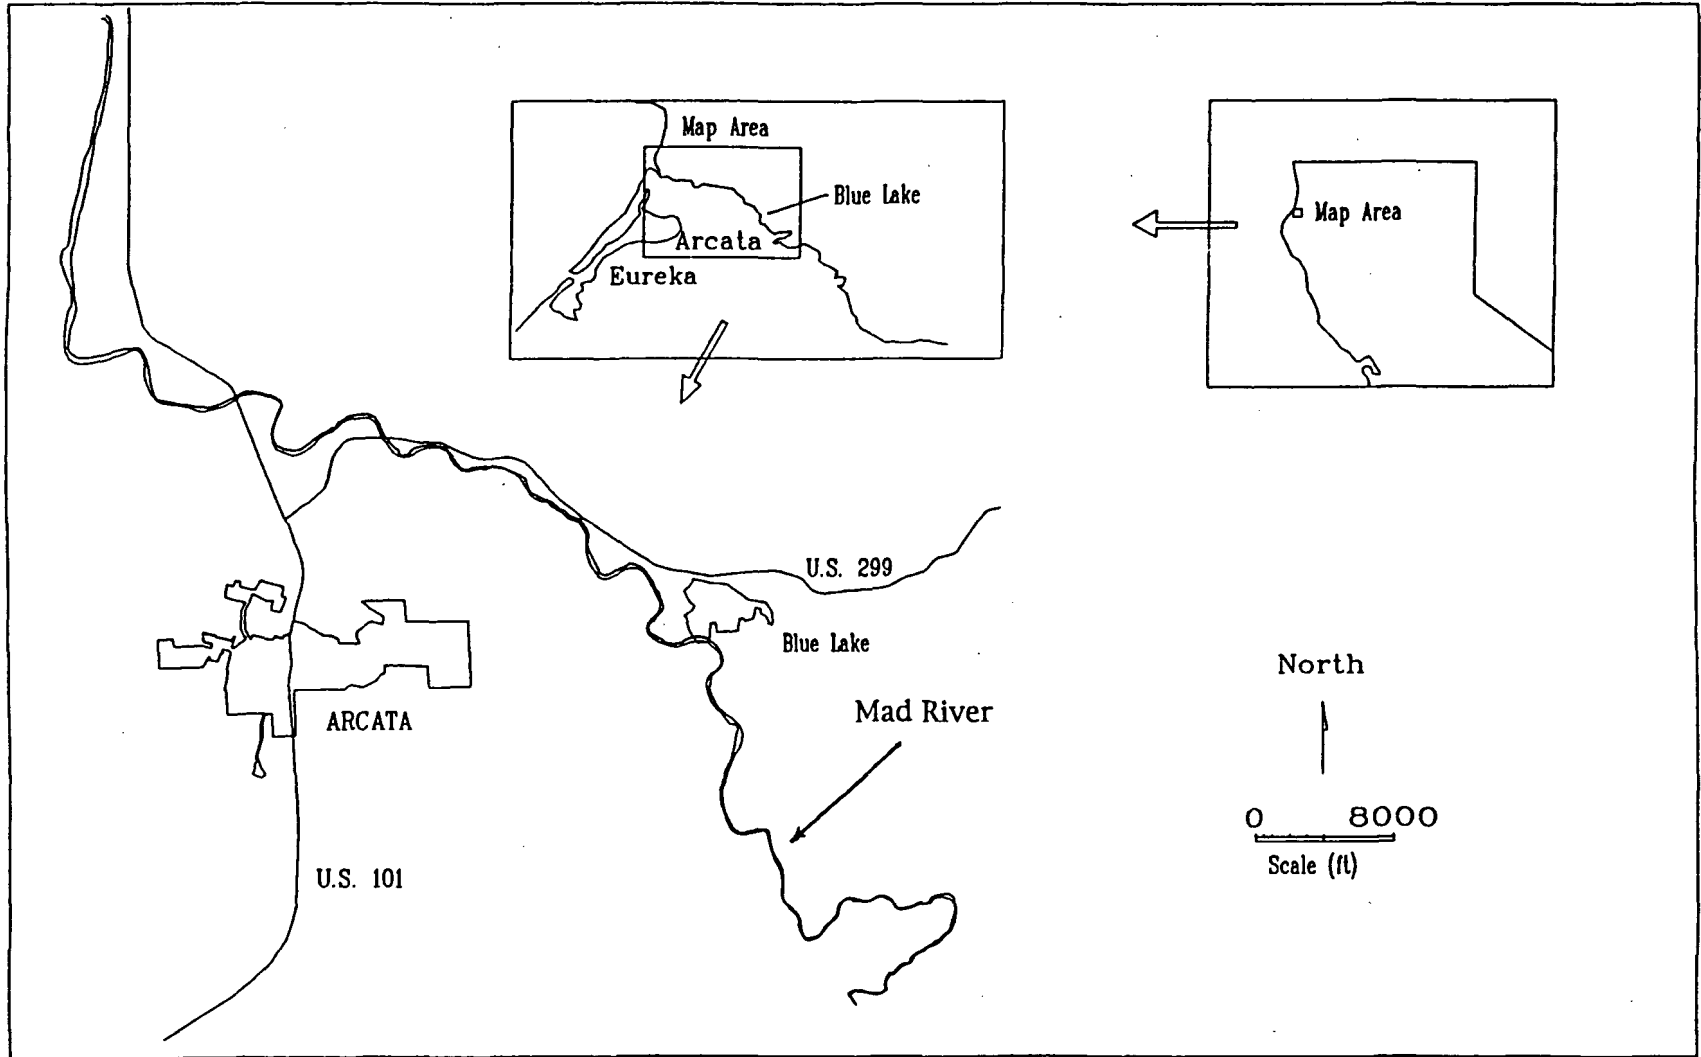 Map Area
Blue Lake
Arcata
Eureka
Map Area
U.S. 299
Blue Lake
ARCATA
Mad River
U.S. 101
North
0 8000
Scale (ft)